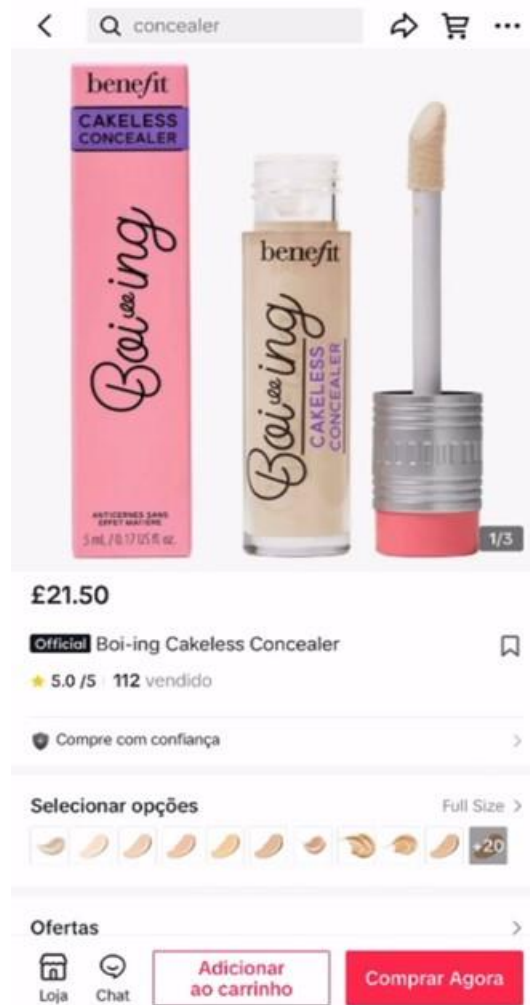 concealer
benefit
CAKELESS
CONCEALER
Boi-ing
ANTICERNES SANS
EFFET MATIÈRE
5 mL / 0.17 US fl. oz.
benefit
Boi-ing
CAKELESS
CONCEALER
1/3
£21.50
Official Boi-ing Cakeless Concealer
5.0 /5 112 vendido
Compre com confiança
Selecionar opções
Full Size
+20
Ofertas
Loja
Chat
Adicionar
ao carrinho
Comprar Agora